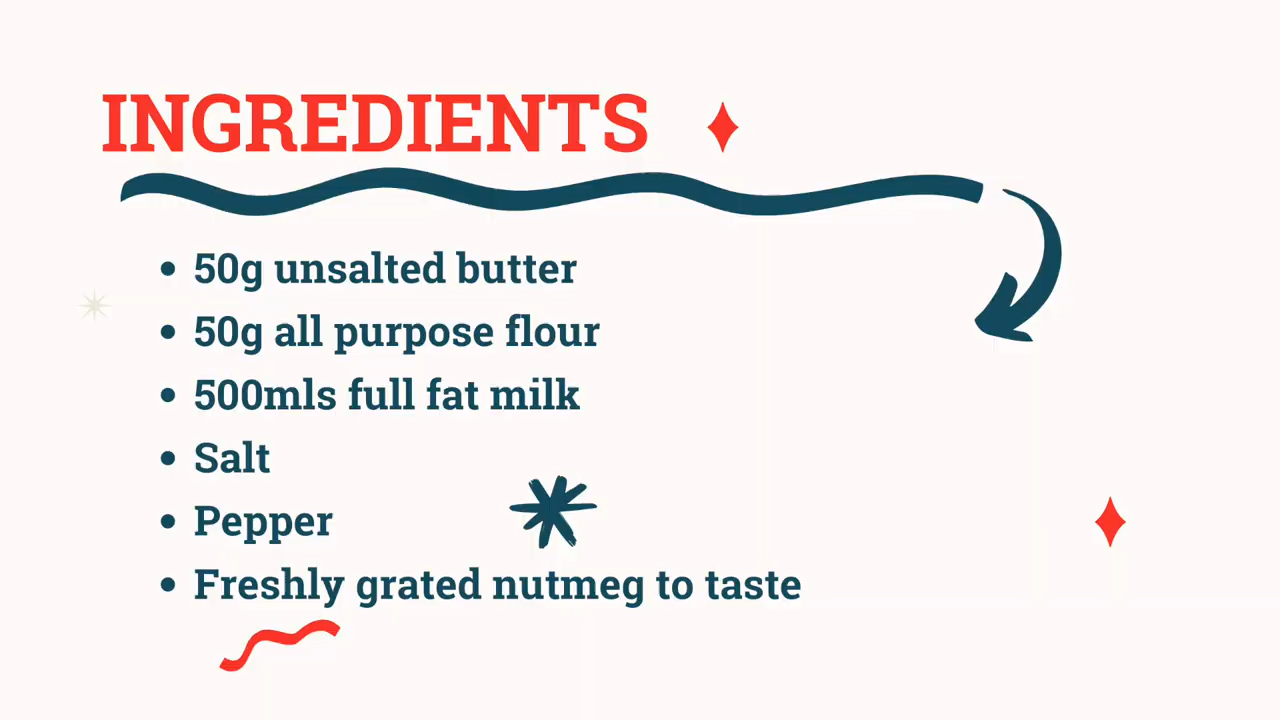 INGREDIENTS
• 50g unsalted butter
• 50g all purpose flour
• 500mls full fat milk
• Salt
• Pepper
• Freshly grated nutmeg to taste